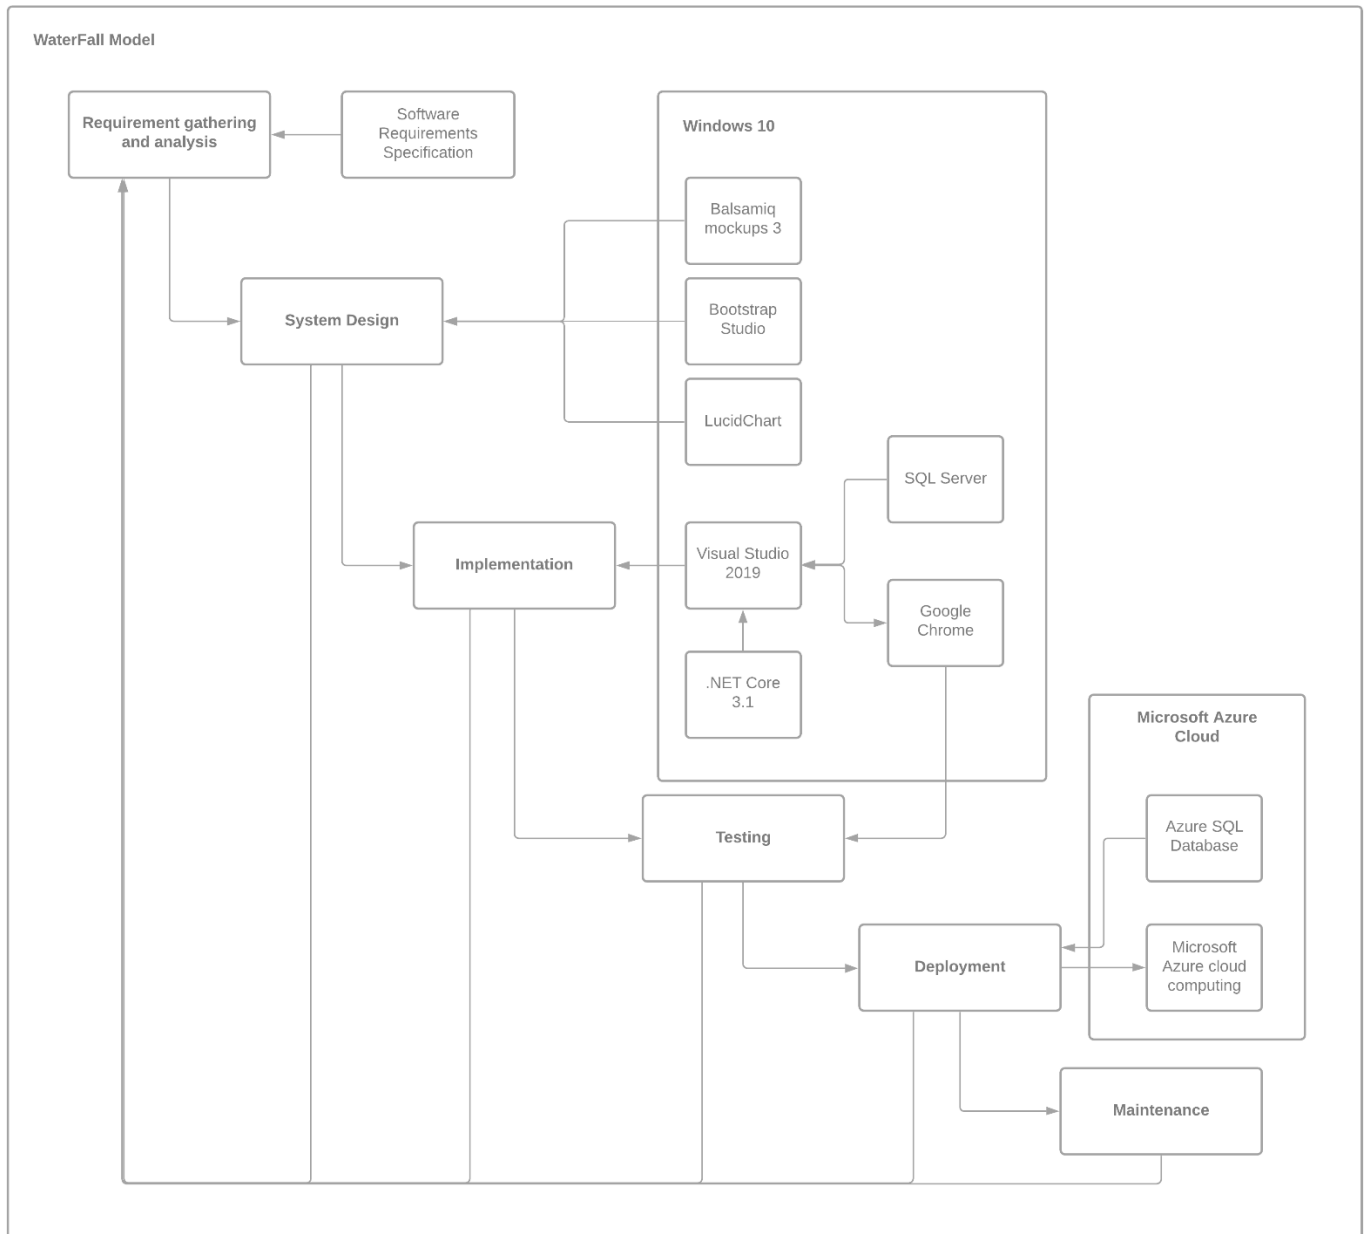 WaterFall Model
Requirement gathering
and analysis
Software
Requirements
Specification
Windows 10
Balsamiq
mockups 3
System Design
Bootstrap
Studio
LucidChart
SQL Server
Implementation
Visual Studio
2019
Google
Chrome
.NET Core
3.1
Microsoft Azure
Cloud
Testing
Azure SQL
Database
Deployment
Microsoft
Azure cloud
computing
Maintenance